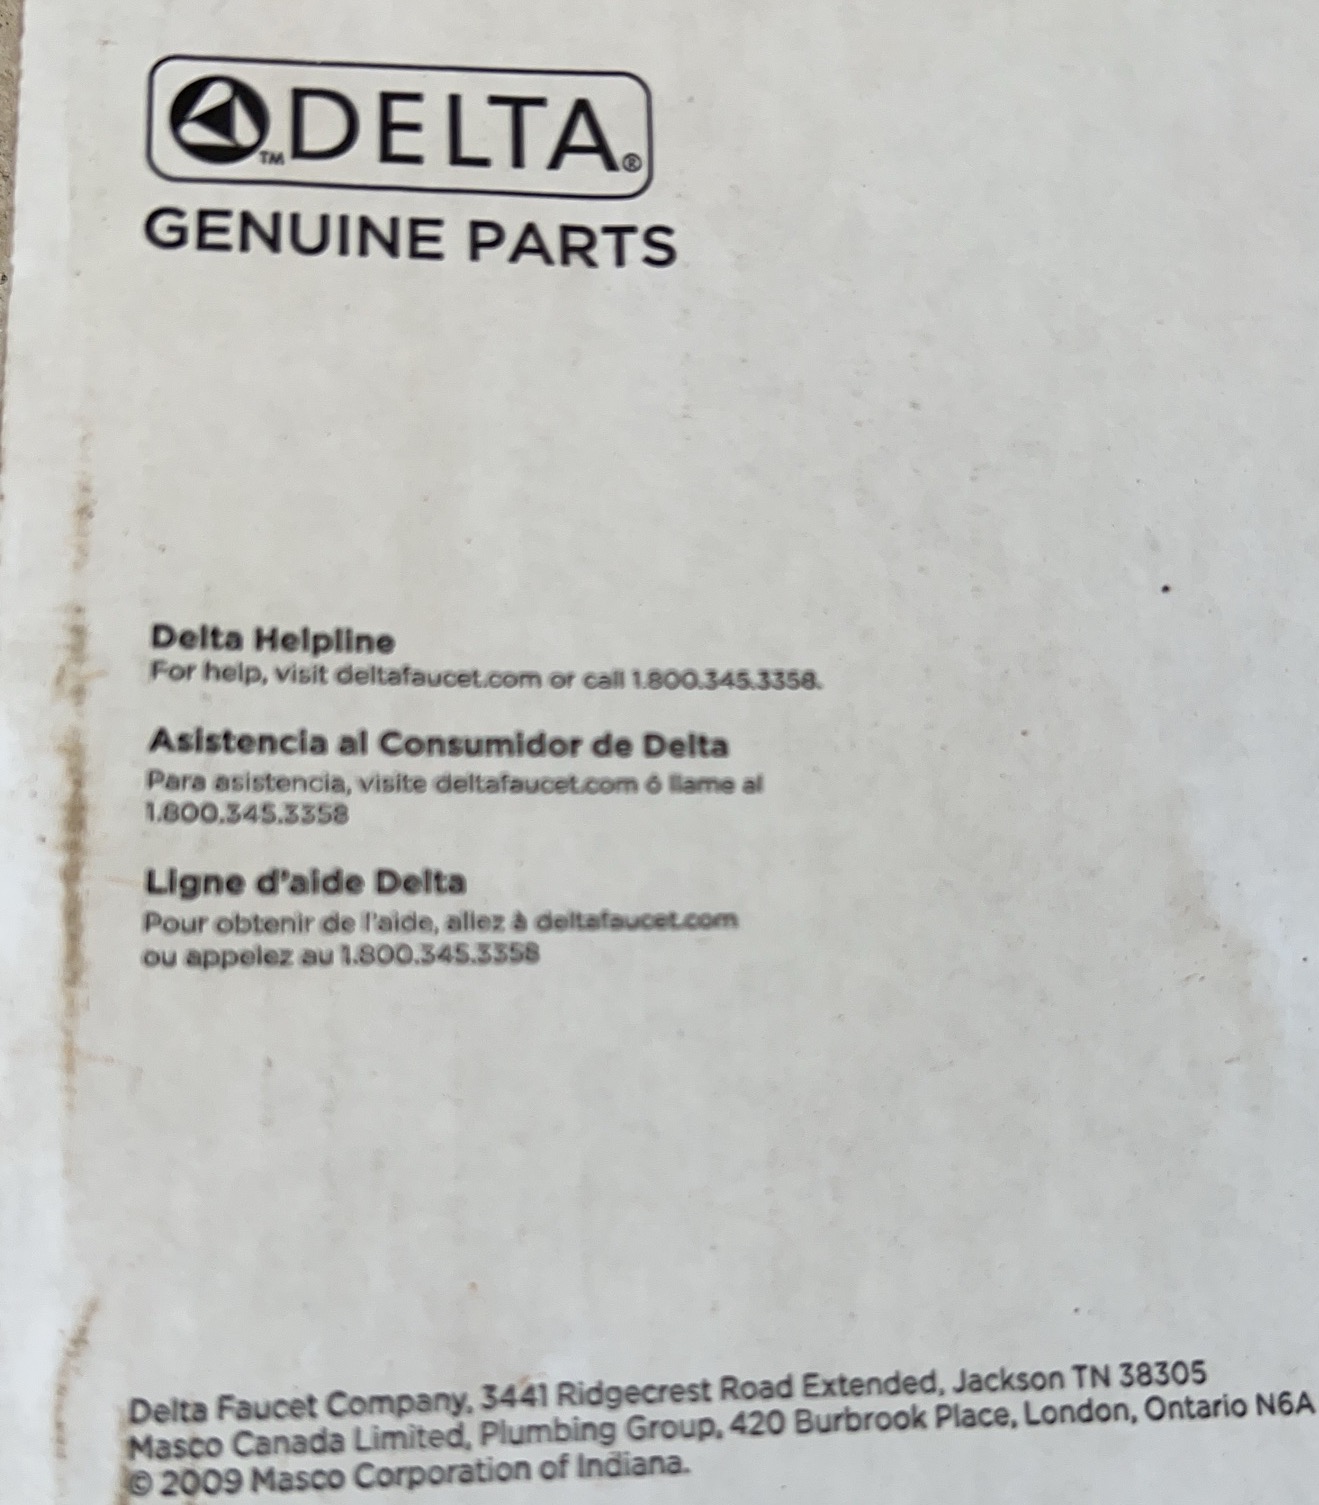 DELTA®
™
GENUINE PARTS
Delta Helpline
For help, visit deltafaucet.com or call 1.800.345.3358.
Asistencia al Consumidor de Delta
Para asistencia, visite deltafaucet.com ó llame al
1.800.345.3358
Ligne d'aide Delta
Pour obtenir de l'aide, allez à deltafaucet.com
ou appelez au 1.800.345.3358
Delta Faucet Company, 3441 Ridgecrest Road Extended, Jackson TN 38305
Masco Canada Limited, Plumbing Group, 420 Burbrook Place, London, Ontario N6A
© 2009 Masco Corporation of Indiana.